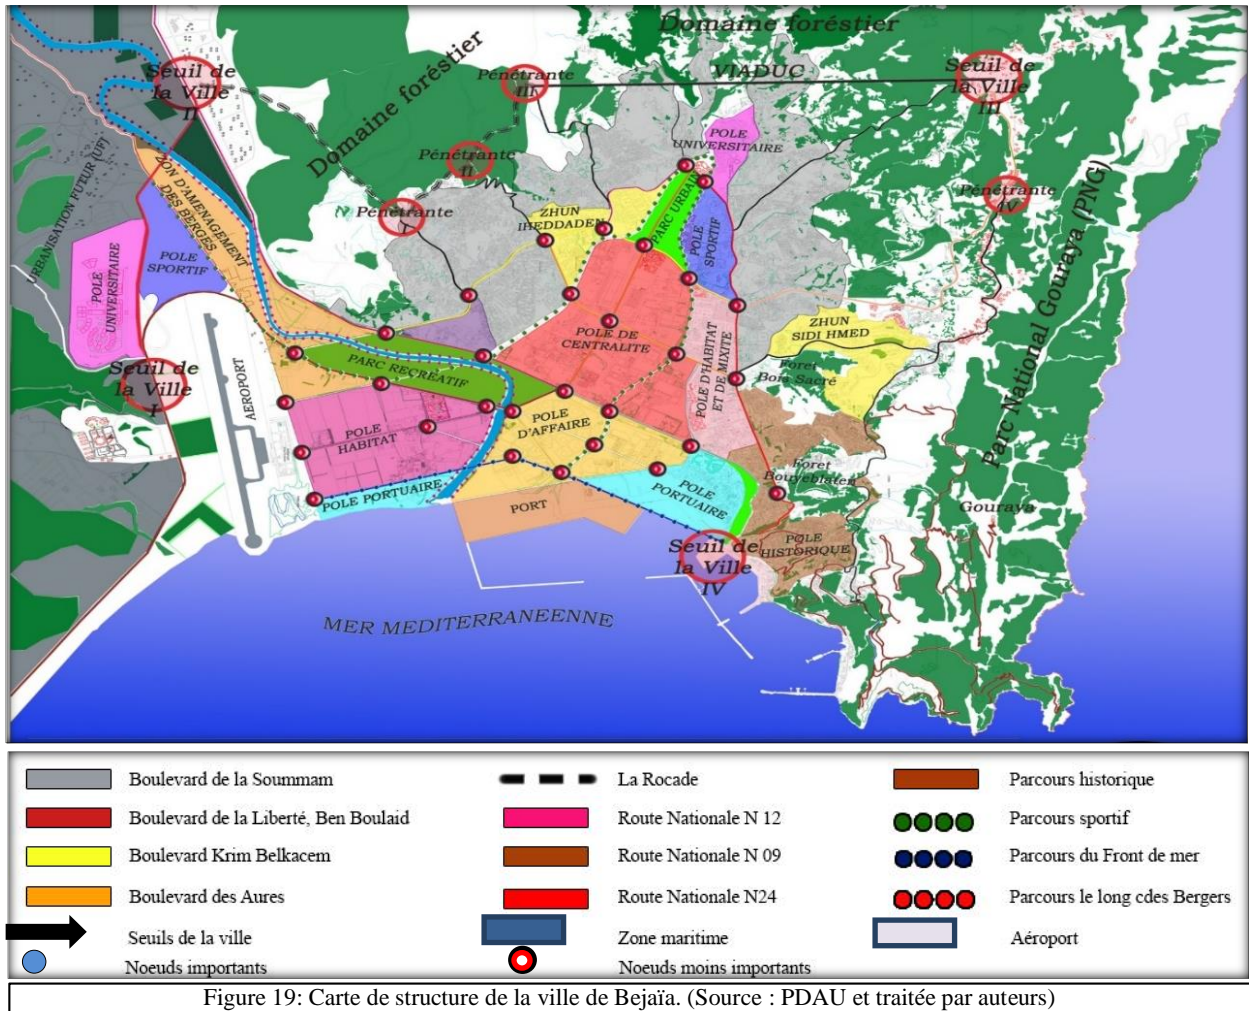 Domaine foréstier
Domaine foréstier
Seuil de
la Ville
II
Pénétrante
III
VIADUC
Seuil de
la Ville
III
Pénétrante
II
Pénétrante
I
Pénétrante
IV
POLE
UNIVERSITAIRE
URBANISATION FUTUR (UF)
ZON D'AMENAGEMENT
DES BERGES
POLE
SPORTIF
POLE
UNIVERSITAIRE
ZHUN
IHEDDADEN
PARC URBAIN
POLE
SPORTIF
Parc National Gouraya (PNG)
POLE DE
CENTRALITE
POLE D'HABITAT
ET DE MIXITE
ZHUN
SIDI HMED
Foret
Bois Sacré
Seuil de
la Ville
I
AEROPORT
PARC RECREATIF
POLE
HABITAT
POLE
D'AFFAIRE
POLE PORTUAIRE
PORT
POLE
PORTUAIRE
Foret
Bouyeblaten
Gouraya
Seuil de
la Ville
IV
POLE
HISTORIQUE
MER MEDITERRANEENNE
Boulevard de la Soummam
Boulevard de la Liberté, Ben Boulaid
Boulevard Krim Belkacem
Boulevard des Aures
Seuils de la ville
Noeuds importants
La Rocade
Route Nationale N 12
Route Nationale N 09
Route Nationale N24
Zone maritime
Noeuds moins importants
Parcours historique
Parcours sportif
Parcours du Front de mer
Parcours le long cdes Bergers
Aéroport
Figure 19: Carte de structure de la ville de Bejaïa. (Source : PDAU et traitée par auteurs)